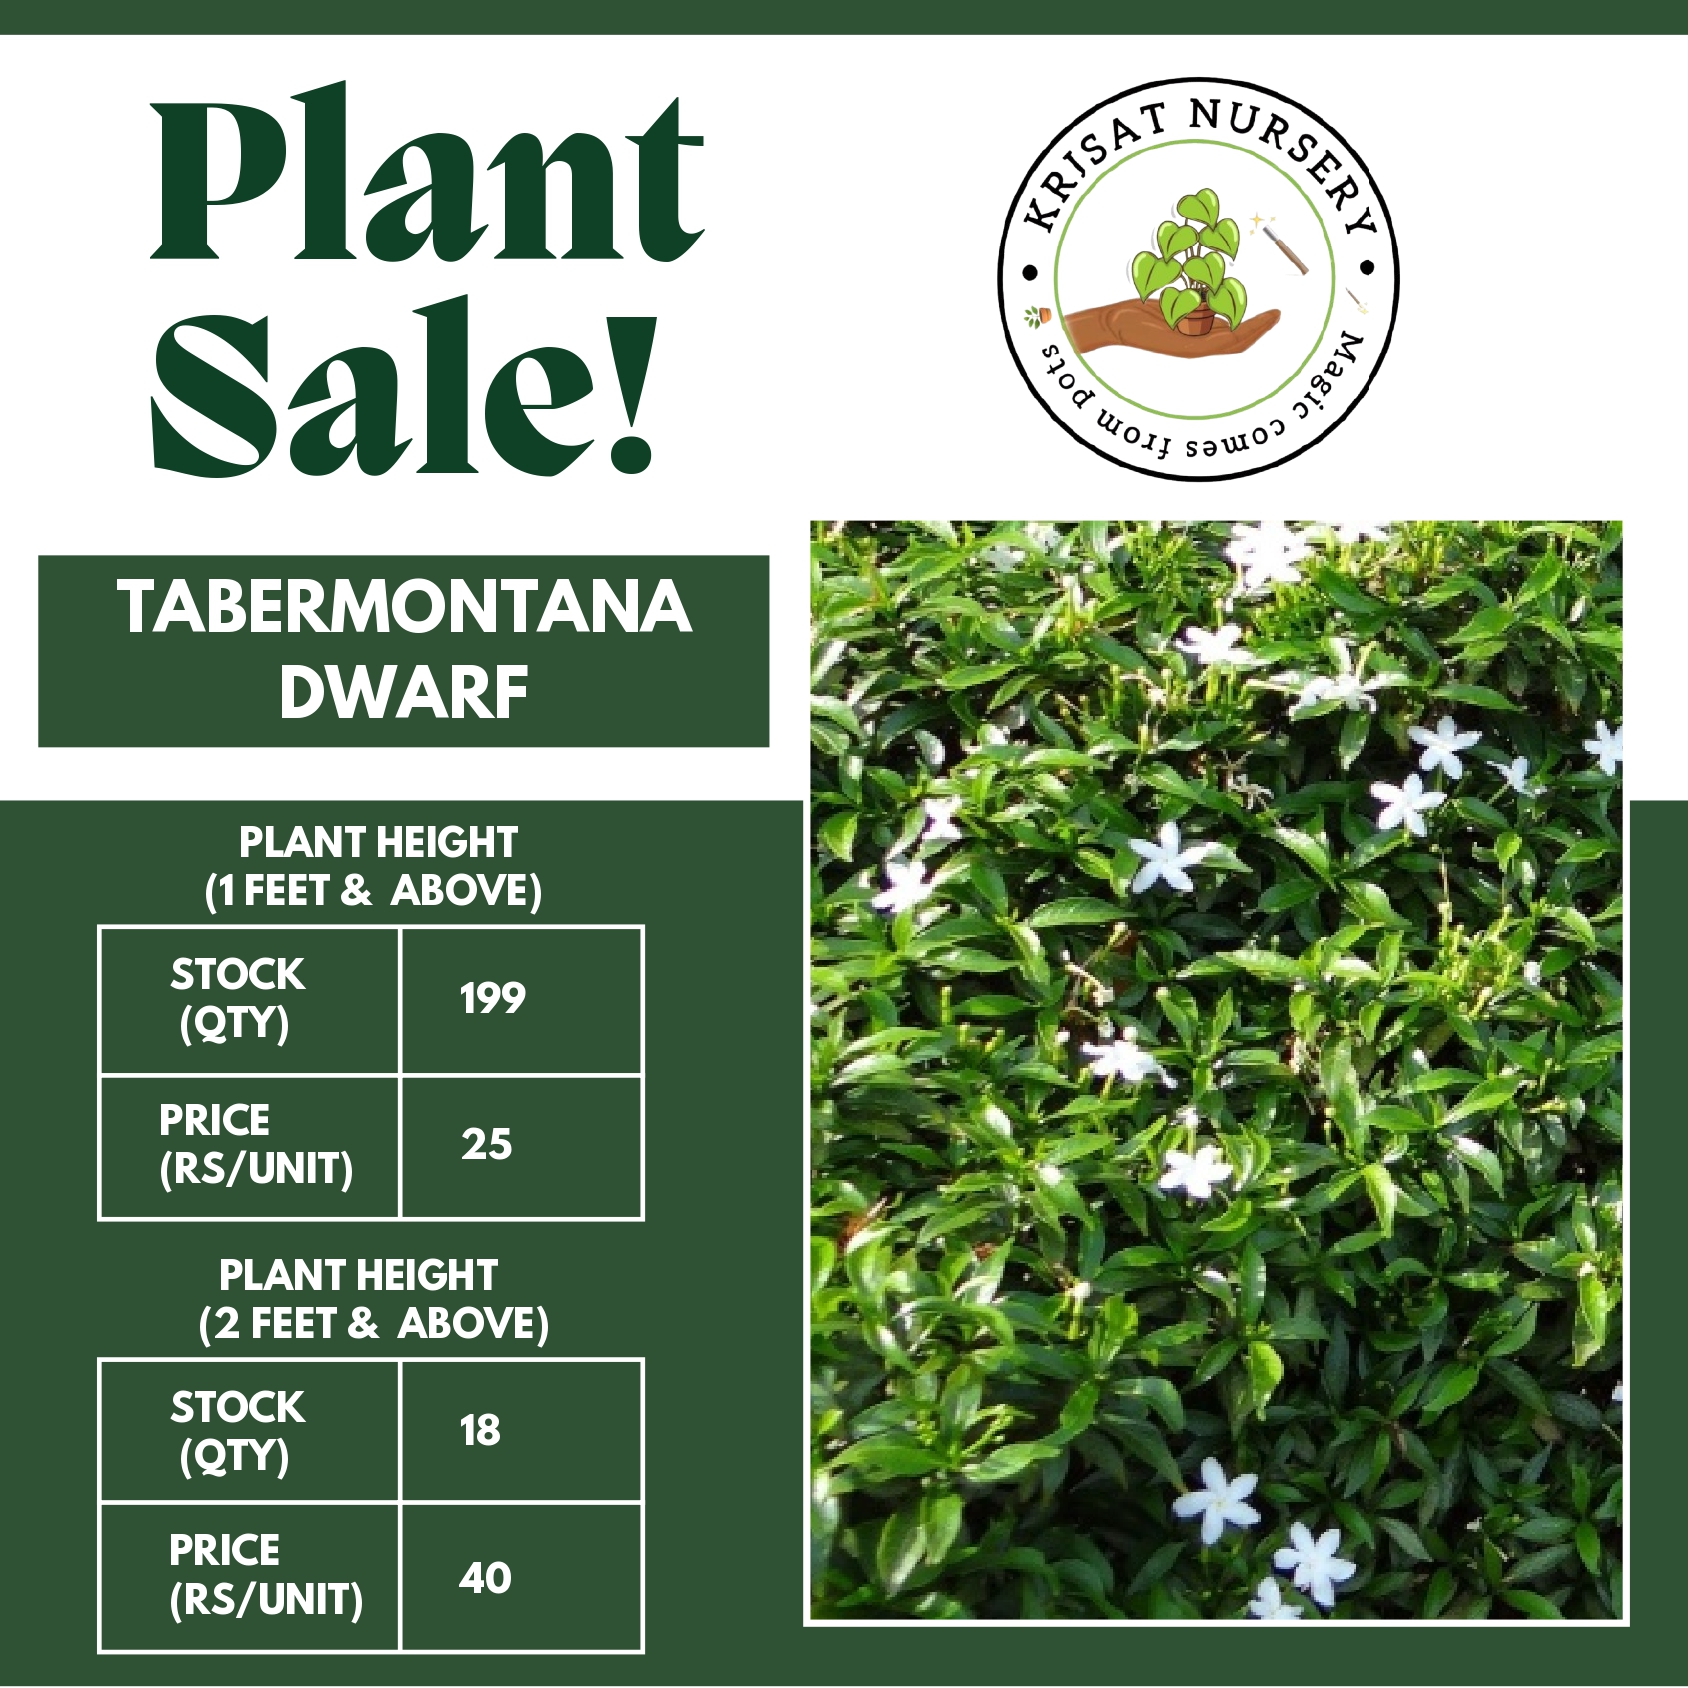 Plant
Sale!
KRISAT NURSERY
Magic comes from pots
TABERMONTANA
DWARF
PLANT HEIGHT
(1 FEET & ABOVE)
STOCK
(QTY)
199
PRICE
(RS/UNIT)
25
PLANT HEIGHT
(2 FEET & ABOVE)
STOCK
(QTY)
18
PRICE
(RS/UNIT)
40